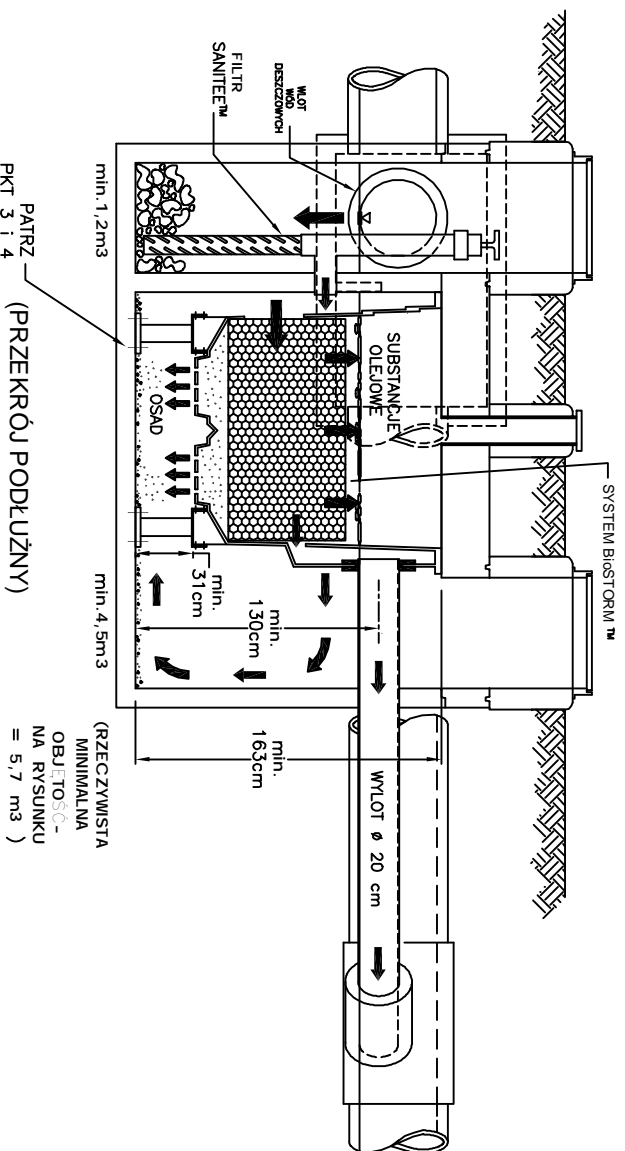 SYSTEM BioSTORM ™
FILTR
SANITEE™
WLOT
WÓD
DESZCZOWYCH
SUBSTANCJE
OLEJOWE
OSAD
min.
31cm
min.
130cm
min.
163cm
WYLOT ø 20 cm
min.1,2m3
min.4,5m3
PATRZ
PKT 3 i 4
(PRZEKRÓJ PODŁUŻNY)
(RZECZYWISTA
MINIMALNA
OBJĘTOŚĆ-
NA RYSUNKU
= 5,7 m3 )